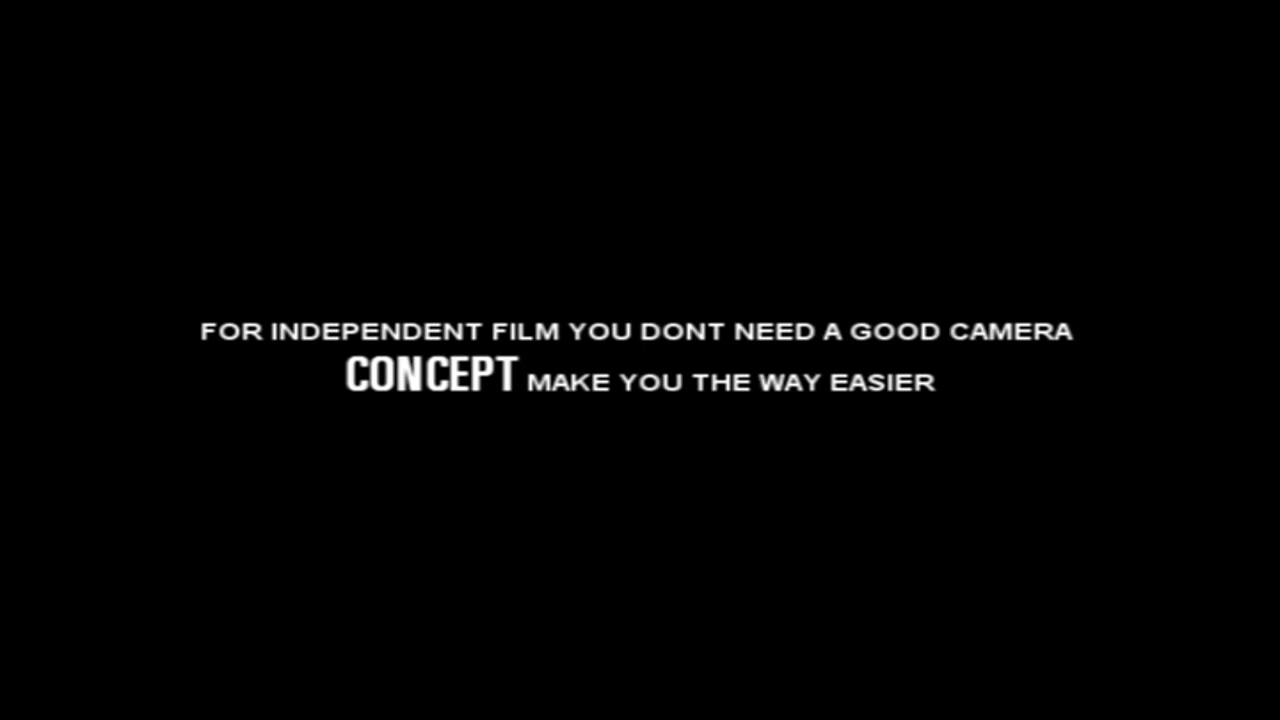 FOR INDEPENDENT FILM YOU DONT NEED A GOOD CAMERA
CONCEPT MAKE YOU THE WAY EASIER